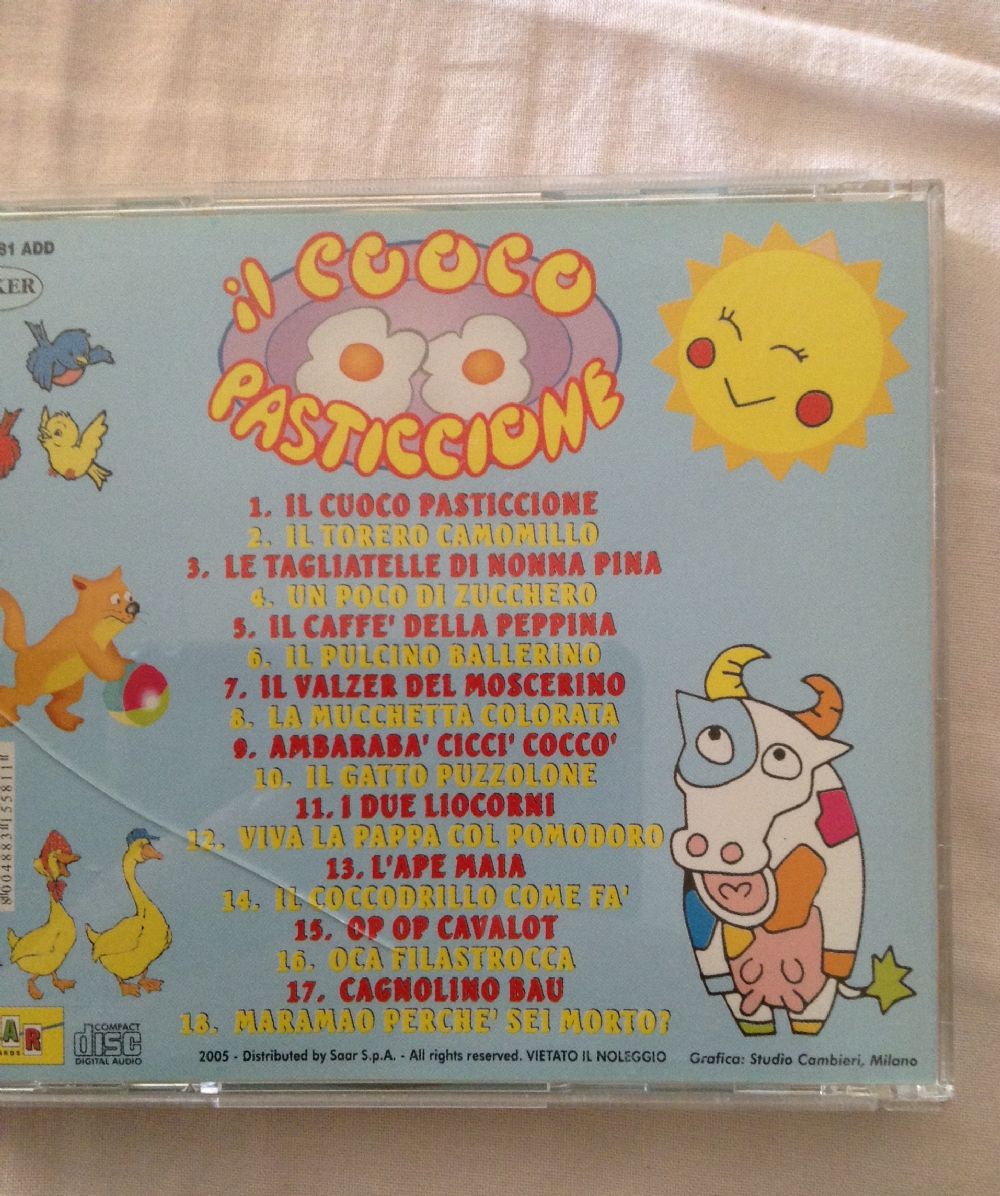 81 ADD
KER
il CUOCO
PASTICCIONE
1. IL CUOCO PASTICCIONE
2. IL TORERO CAMOMILLO
3. LE TAGLIATELLE DI NONNA PINA
4. UN POCO DI ZUCCHERO
5. IL CAFFE' DELLA PEPPINA
6. IL PULCINO BALLERINO
7. IL VALZER DEL MOSCERINO
8. LA MUCCHETTA COLORATA
9. AMBARABA' CICCI' COCCO'
10. IL GATTO PUZZOLONE
11. I DUE LIOCORNI
12. VIVA LA PAPPA COL POMODORO
13. L'APE MAIA
14. IL COCCODRILLO COME FA'
15. OP OP CAVALOT
16. OCA FILASTROCCA
17. CAGNOLINO BAU
18. MARAMAO PERCHE' SEI MORTO?
8 004883 155811
A-R
COMPACT
disc
DIGITAL AUDIO
2005 - Distributed by Saar S.p.A. - All rights reserved. VIETATO IL NOLEGGIO
Grafica: Studio Cambieri, Milano